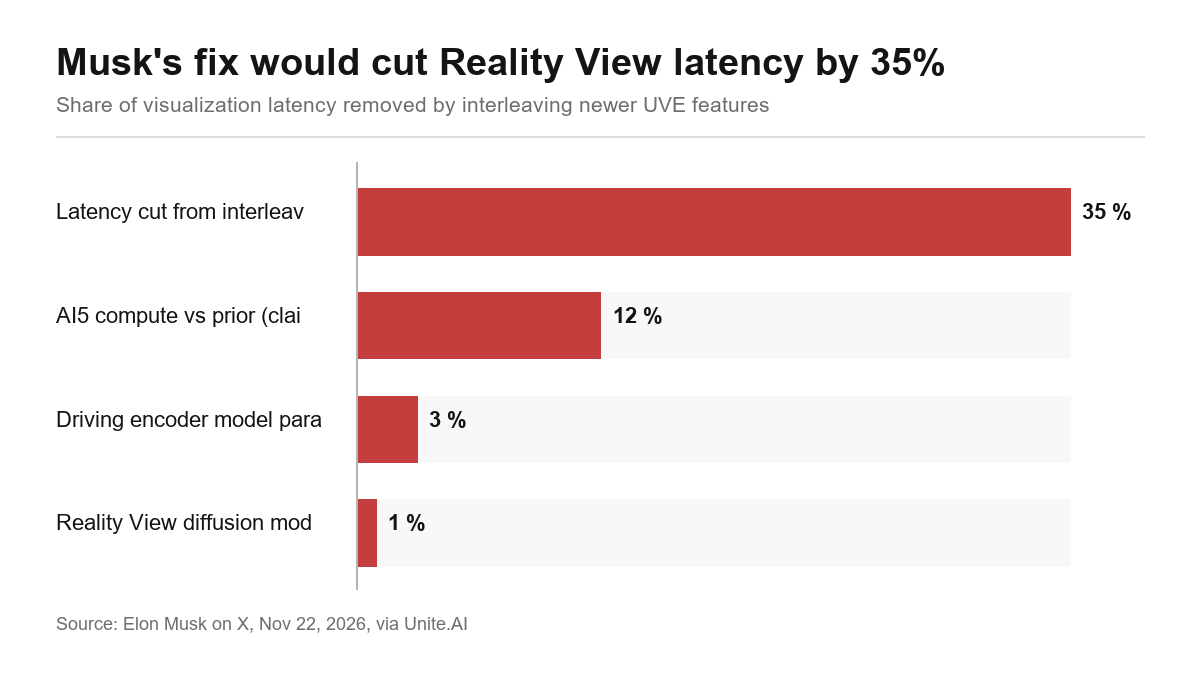 Musk's fix would cut Reality View latency by 35%
Share of visualization latency removed by interleaving newer UVE features
Latency cut from interleav
35 %
AI5 compute vs prior (clai
12 %
Driving encoder model para
3 %
Reality View diffusion mod
1 %
Source: Elon Musk on X, Nov 22, 2026, via Unite.AI